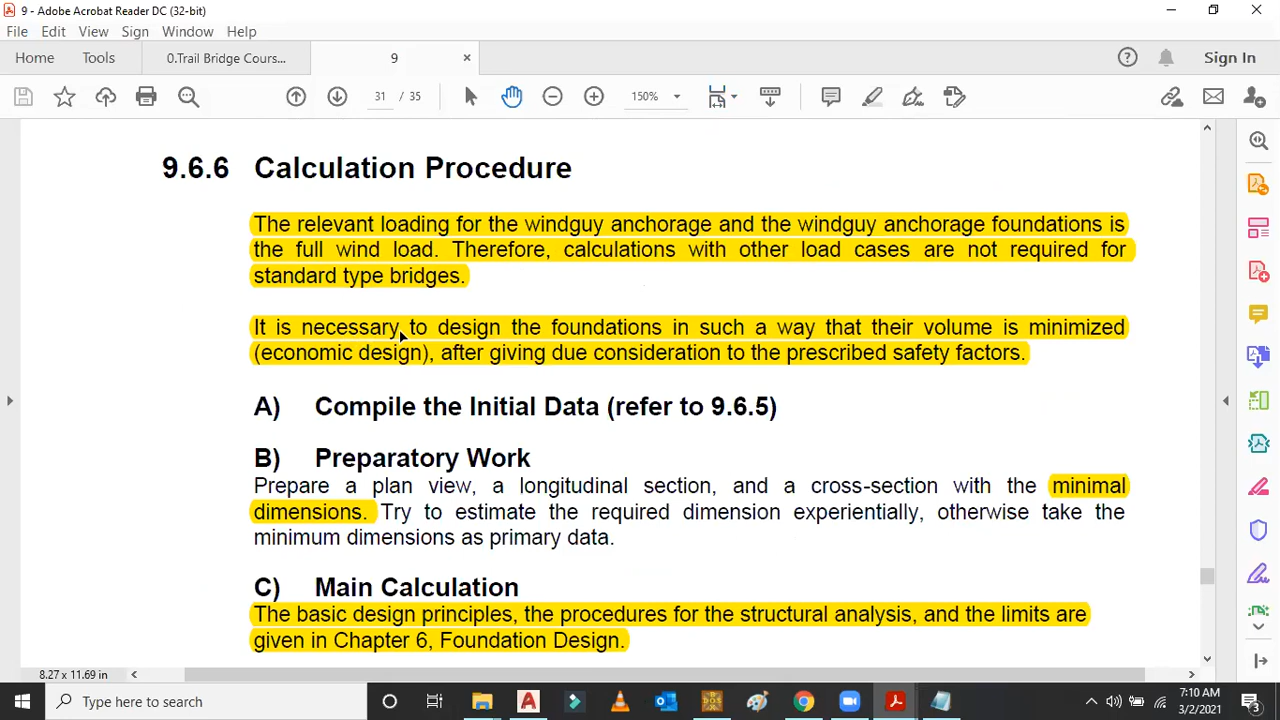 9 - Adobe Acrobat Reader DC (32-bit)
File Edit View Sign Window Help
Home Tools 0.Trail Bridge Cours... 9 × Sign In
31 / 35 150%
9.6.6 Calculation Procedure
The relevant loading for the windguy anchorage and the windguy anchorage foundations is
the full wind load. Therefore, calculations with other load cases are not required for
standard type bridges.
It is necessary to design the foundations in such a way that their volume is minimized
(economic design), after giving due consideration to the prescribed safety factors.
A) Compile the Initial Data (refer to 9.6.5)
B) Preparatory Work
Prepare a plan view, a longitudinal section, and a cross-section with the minimal
dimensions. Try to estimate the required dimension experientially, otherwise take the
minimum dimensions as primary data.
C) Main Calculation
The basic design principles, the procedures for the structural analysis, and the limits are
given in Chapter 6, Foundation Design.
8.27 x 11.69 in
Type here to search
7:10 AM
3/2/2021
3